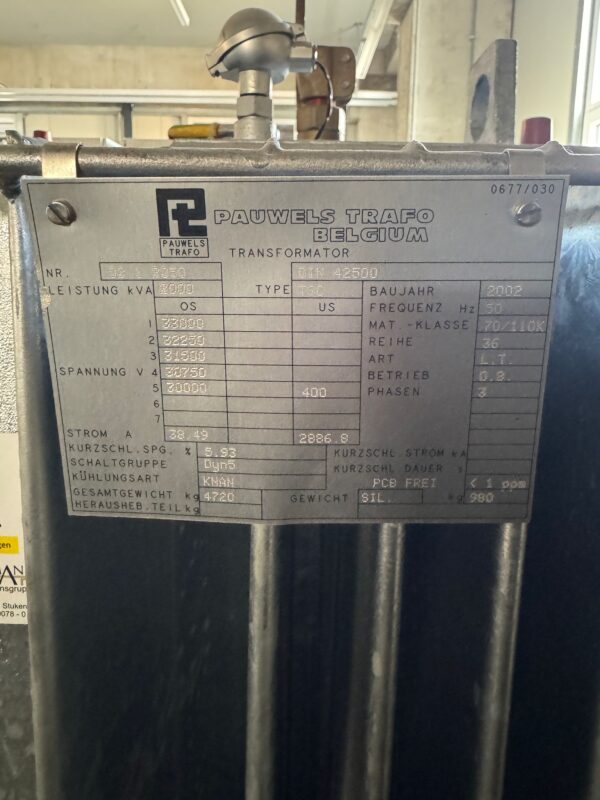 0677/030
PAUWELS TRAFO
BELGIUM
PAUWELS
TRAFO
TRANSFORMATOR
NR. DIN 42500
LEISTUNG kVA 2000 TYPE BAUJAHR 2002
OS US FREQUENZ Hz 50
1 33000 MAT.-KLASSE 70/110K
2 32250 REIHE 36
3 31500 ART L.T.
SPANNUNG V 4 30750 BETRIEB D.B.
5 30000 400 PHASEN 3
6
7
STROM A 38.49 2886.8
KURZSCHL.SPG. % 5.93 KURZSCHL.STROM kA
SCHALTGRUPPE Dyn5 KURZSCHL.DAUER s
KÜHLUNGSART KNAN PCB FREI < 1 ppm
GESAMTGEWICHT kg 4720 GEWICHT SIL. kg 980
HERAUSHEB.TEIL kg